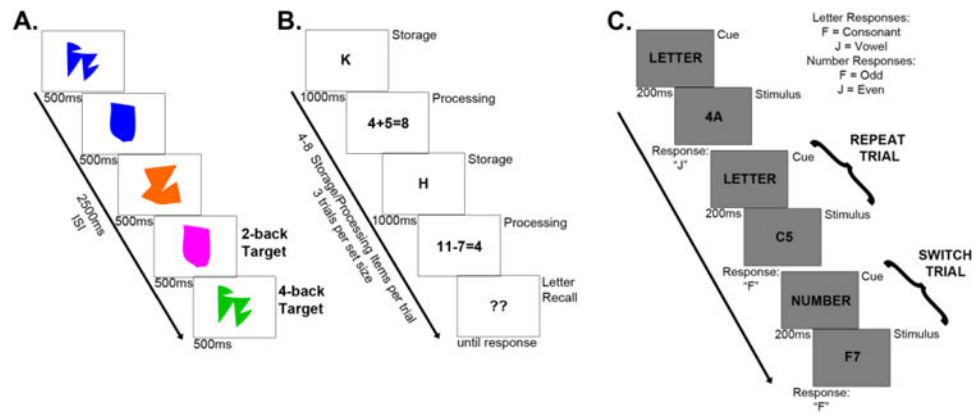 A.
500ms
500ms
500ms
2-back
Target
500ms
4-back
Target
500ms
2500ms
ISI
B.
Storage
K
1000ms
Processing
4+5=8
Storage
H
1000ms
Processing
11-7=4
Letter
Recall
??
until response
4-8 Storage/Processing Items per trial
3 trials per set size
C.
Letter Responses:
F = Consonant
J = Vowel
Number Responses:
F = Odd
J = Even
Cue
LETTER
200ms
Stimulus
4A
Response:
"J"
Cue
LETTER
200ms
REPEAT
TRIAL
Stimulus
C5
Response:
"F"
Cue
NUMBER
200ms
SWITCH
TRIAL
Stimulus
F7
Response:
"F"